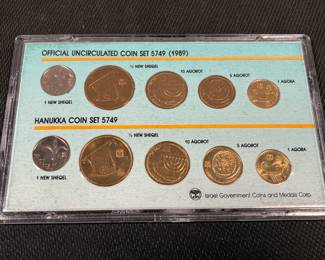 OFFICIAL UNCIRCULATED COIN SET 5749 (1989)
1 NEW SHEQEL
½ NEW SHEQEL
10 AGOROT
5 AGOROT
1 AGORA
HANUKKA COIN SET 5749
1 NEW SHEQEL
½ NEW SHEQEL
10 AGOROT
5 AGOROT
1 AGORA
Israel Government Coins and Medals Corp.